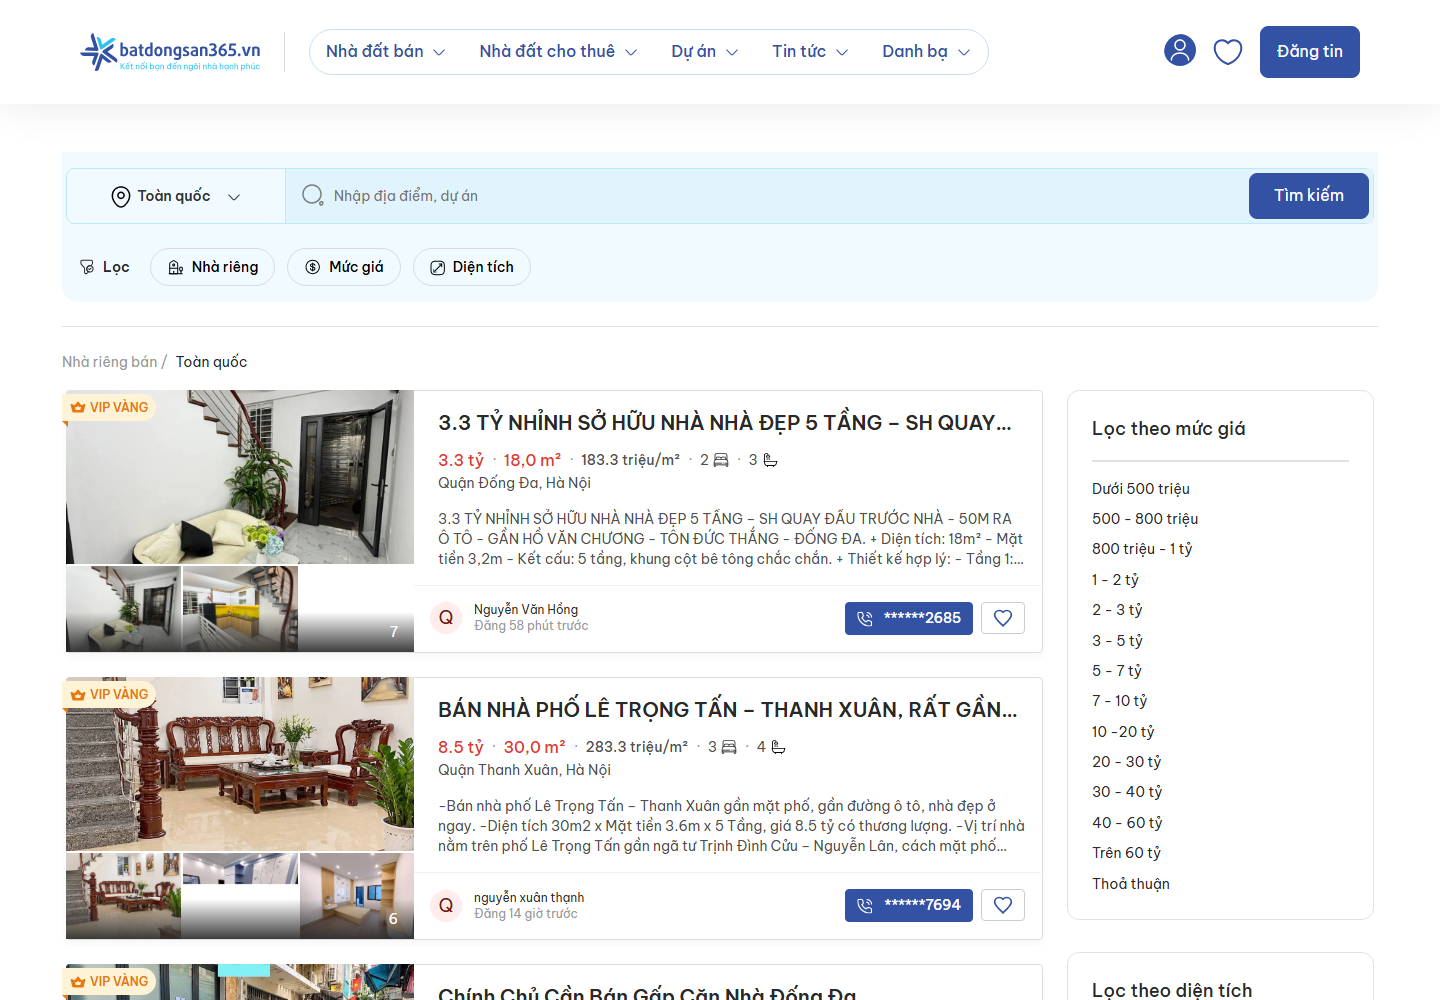 batdongsan365.vn
Kết nối bạn đến ngôi nhà hạnh phúc
Nhà đất bán
Nhà đất cho thuê
Dự án
Tin tức
Danh bạ
Đăng tin
Toàn quốc
Nhập địa điểm, dự án
Tìm kiếm
Lọc
Nhà riêng
Mức giá
Diện tích
Nhà riêng bán / Toàn quốc
VIP VÀNG
7
3.3 TỶ NHỈNH SỞ HỮU NHÀ NHÀ ĐẸP 5 TẦNG – SH QUAY...
3.3 tỷ · 18,0 m² · 183.3 triệu/m² · 2 · 3
Quận Đống Đa, Hà Nội
3.3 TỶ NHỈNH SỞ HỮU NHÀ NHÀ ĐẸP 5 TẦNG – SH QUAY ĐẦU TRƯỚC NHÀ - 50M RA
Ô TÔ - GẦN HỒ VĂN CHƯƠNG - TÔN ĐỨC THẮNG - ĐỐNG ĐA. + Diện tích: 18m² - Mặt
tiền 3,2m - Kết cấu: 5 tầng, khung cột bê tông chắc chắn. + Thiết kế hợp lý: - Tầng 1:...
Q
Nguyễn Văn Hồng
Đăng 58 phút trước
******2685
VIP VÀNG
6
BÁN NHÀ PHỐ LÊ TRỌNG TẤN – THANH XUÂN, RẤT GẦN...
8.5 tỷ · 30,0 m² · 283.3 triệu/m² · 3 · 4
Quận Thanh Xuân, Hà Nội
-Bán nhà phố Lê Trọng Tấn – Thanh Xuân gần mặt phố, gần đường ô tô, nhà đẹp ở
ngay. -Diện tích 30m2 x Mặt tiền 3.6m x 5 Tầng, giá 8.5 tỷ có thương lượng. -Vị trí nhà
nằm trên phố Lê Trọng Tấn gần ngã tư Trịnh Đình Cửu – Nguyễn Lân, cách mặt phố...
Q
nguyễn xuân thạnh
Đăng 14 giờ trước
******7694
VIP VÀNG
Chính Chủ Cần Bán Gấp Căn Nhà Đống Đa
Lọc theo mức giá
Dưới 500 triệu
500 - 800 triệu
800 triệu - 1 tỷ
1 - 2 tỷ
2 - 3 tỷ
3 - 5 tỷ
5 - 7 tỷ
7 - 10 tỷ
10 -20 tỷ
20 - 30 tỷ
30 - 40 tỷ
40 - 60 tỷ
Trên 60 tỷ
Thoả thuận
Lọc theo diện tích